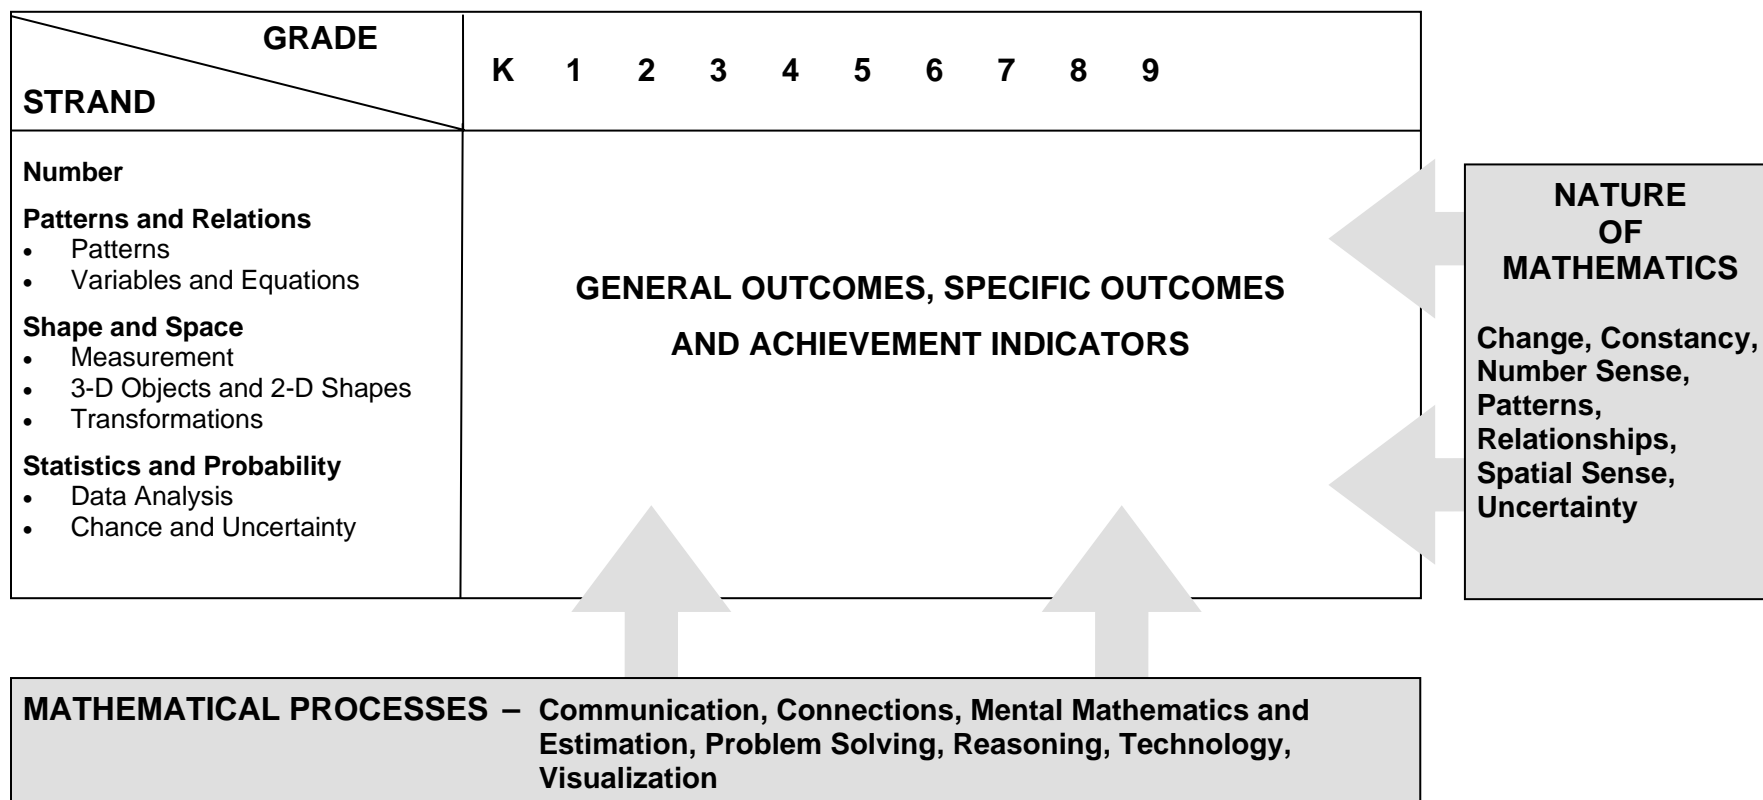 GRADE
STRAND
K 1 2 3 4 5 6 7 8 9
Number
Patterns and Relations
• Patterns
• Variables and Equations
Shape and Space
• Measurement
• 3-D Objects and 2-D Shapes
• Transformations
Statistics and Probability
• Data Analysis
• Chance and Uncertainty
GENERAL OUTCOMES, SPECIFIC OUTCOMES
AND ACHIEVEMENT INDICATORS
NATURE
OF
MATHEMATICS
Change, Constancy,
Number Sense,
Patterns,
Relationships,
Spatial Sense,
Uncertainty
MATHEMATICAL PROCESSES – Communication, Connections, Mental Mathematics and
Estimation, Problem Solving, Reasoning, Technology,
Visualization